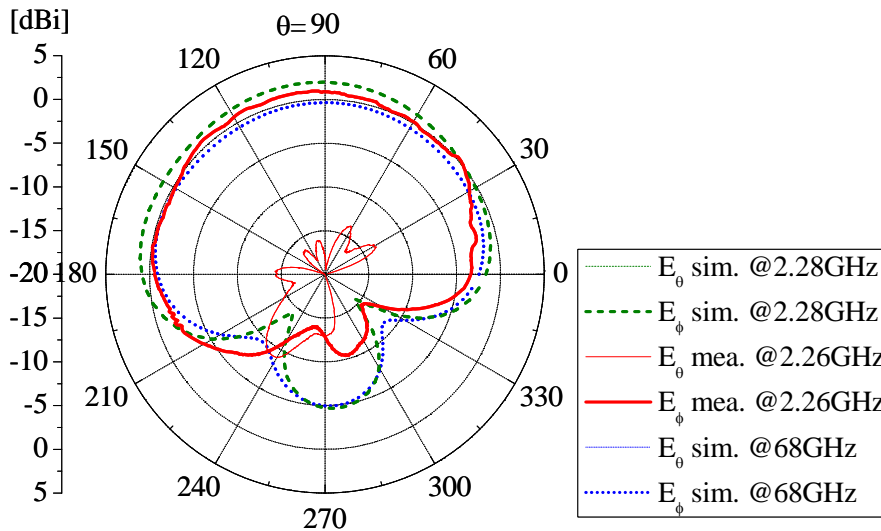 [dBi]
θ= 90
5
0
-5
-10
-15
-20
-15
-10
-5
0
5
120
60
150
30
180
0
210
330
240
300
270
E_θ sim. @2.28GHz
E_ϕ sim. @2.28GHz
E_θ mea. @2.26GHz
E_ϕ mea. @2.26GHz
E_θ sim. @68GHz
E_ϕ sim. @68GHz